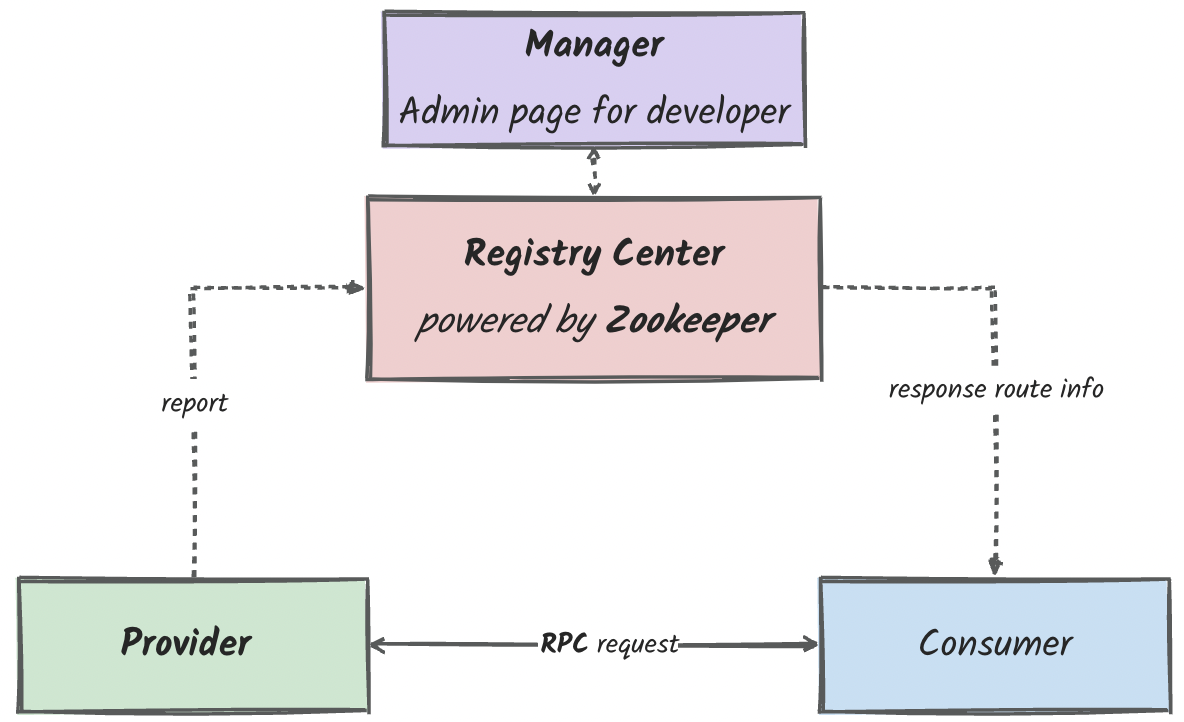 Manager
Admin page for developer
Registry Center
powered by Zookeeper
report
response route info
Provider
RPC request
Consumer